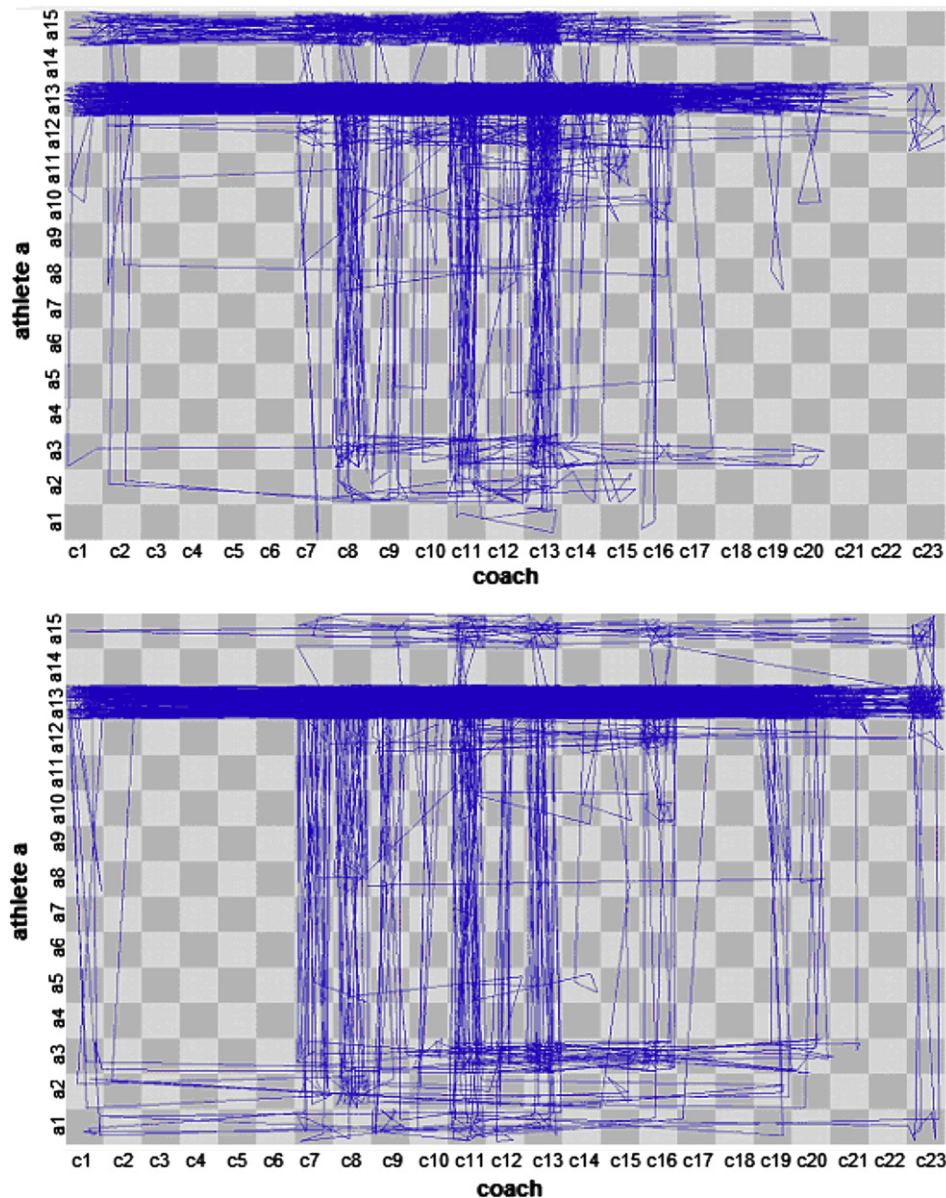 a15
a14
a13
a12
a11
a10
a9
a8
a7
a6
a5
a4
a3
a2
a1
athlete a
c1 c2 c3 c4 c5 c6 c7 c8 c9 c10 c11 c12 c13 c14 c15 c16 c17 c18 c19 c20 c21 c22 c23
coach
a15
a14
a13
a12
a11
a10
a9
a8
a7
a6
a5
a4
a3
a2
a1
athlete a
c1 c2 c3 c4 c5 c6 c7 c8 c9 c10 c11 c12 c13 c14 c15 c16 c17 c18 c19 c20 c21 c22 c23
coach